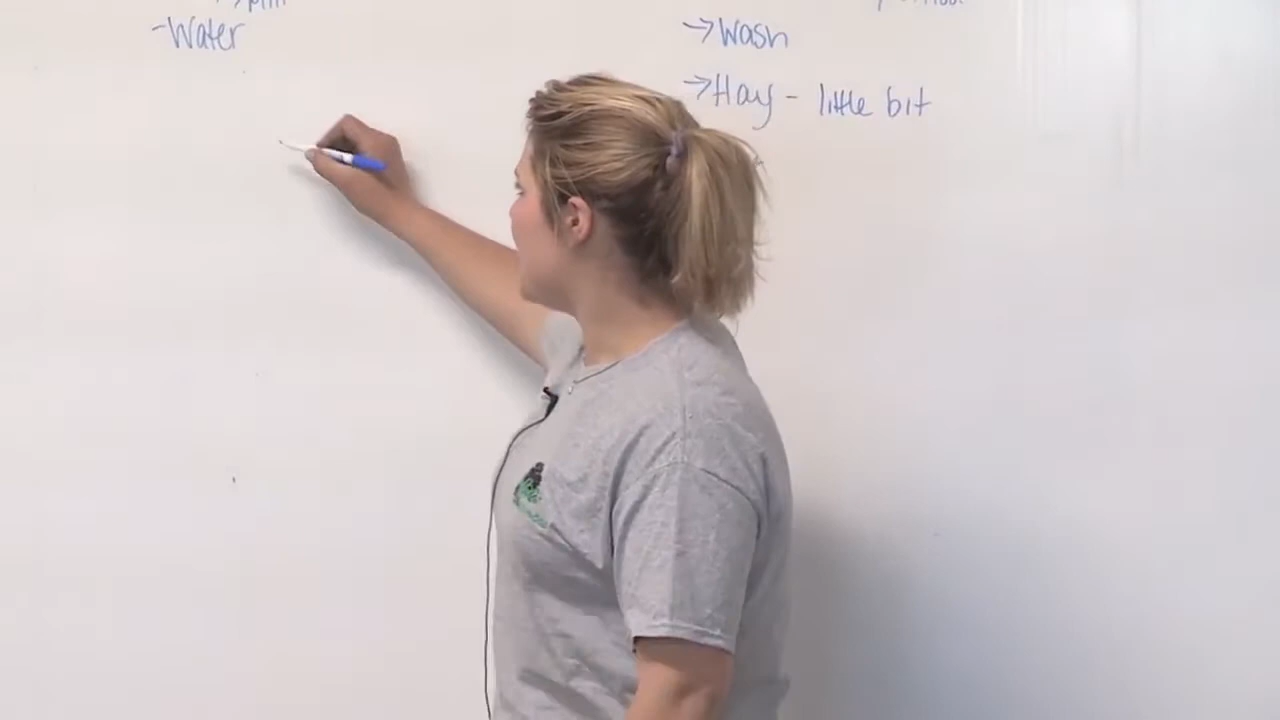 -Water
→Wash
→Hay - little bit